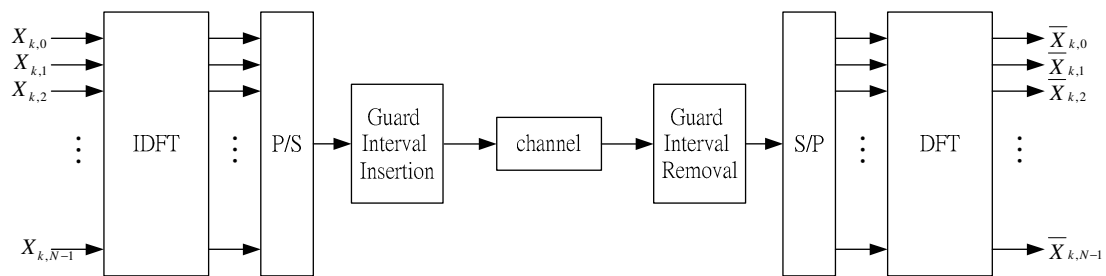 X_{k,0}
X_{k,1}
X_{k,2}
⋮
X_{k,N-1}
IDFT
⋮
P/S
Guard
Interval
Insertion
channel
Guard
Interval
Removal
S/P
⋮
DFT
X̅_{k,0}
X̅_{k,1}
X̅_{k,2}
⋮
X̅_{k,N-1}